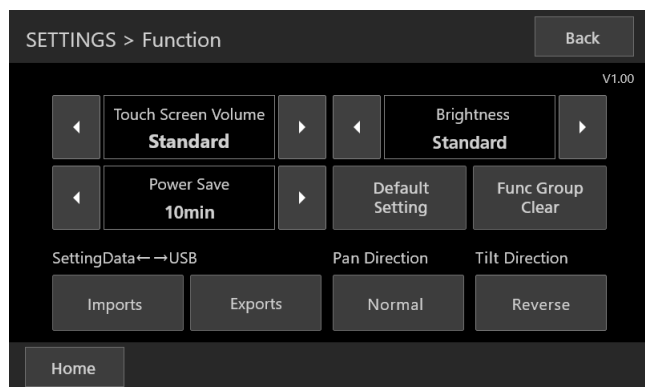 SETTINGS > Function
Back
V1.00
Touch Screen Volume
Standard
Brightness
Standard
Power Save
10min
Default
Setting
Func Group
Clear
SettingData←→USB
Pan Direction
Tilt Direction
Imports
Exports
Normal
Reverse
Home